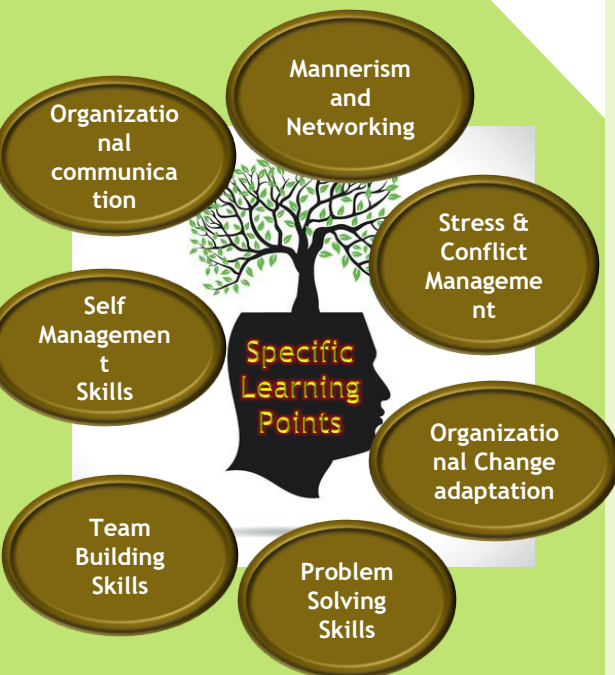 Mannerism
and
Networking
Organizatio
nal
communica
tion
Stress &
Conflict
Manageme
nt
Self
Managemen
t
Skills
Specific
Learning
Points
Organizatio
nal Change
adaptation
Team
Building
Skills
Problem
Solving
Skills